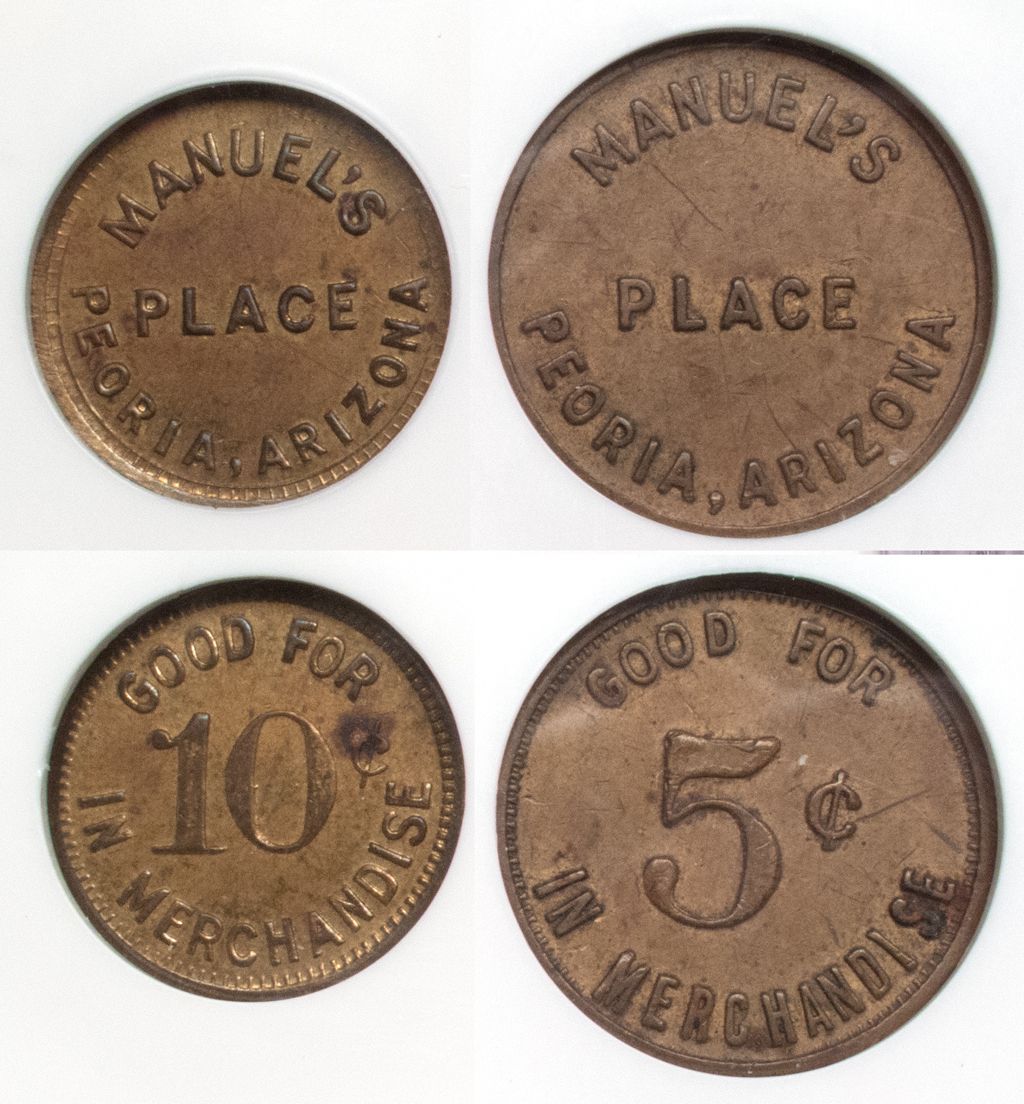 MANUEL'S
PLACE
PEORIA, ARIZONA
MANUEL'S
PLACE
PEORIA, ARIZONA
GOOD FOR
10¢
IN MERCHANDISE
GOOD FOR
5¢
IN MERCHANDISE